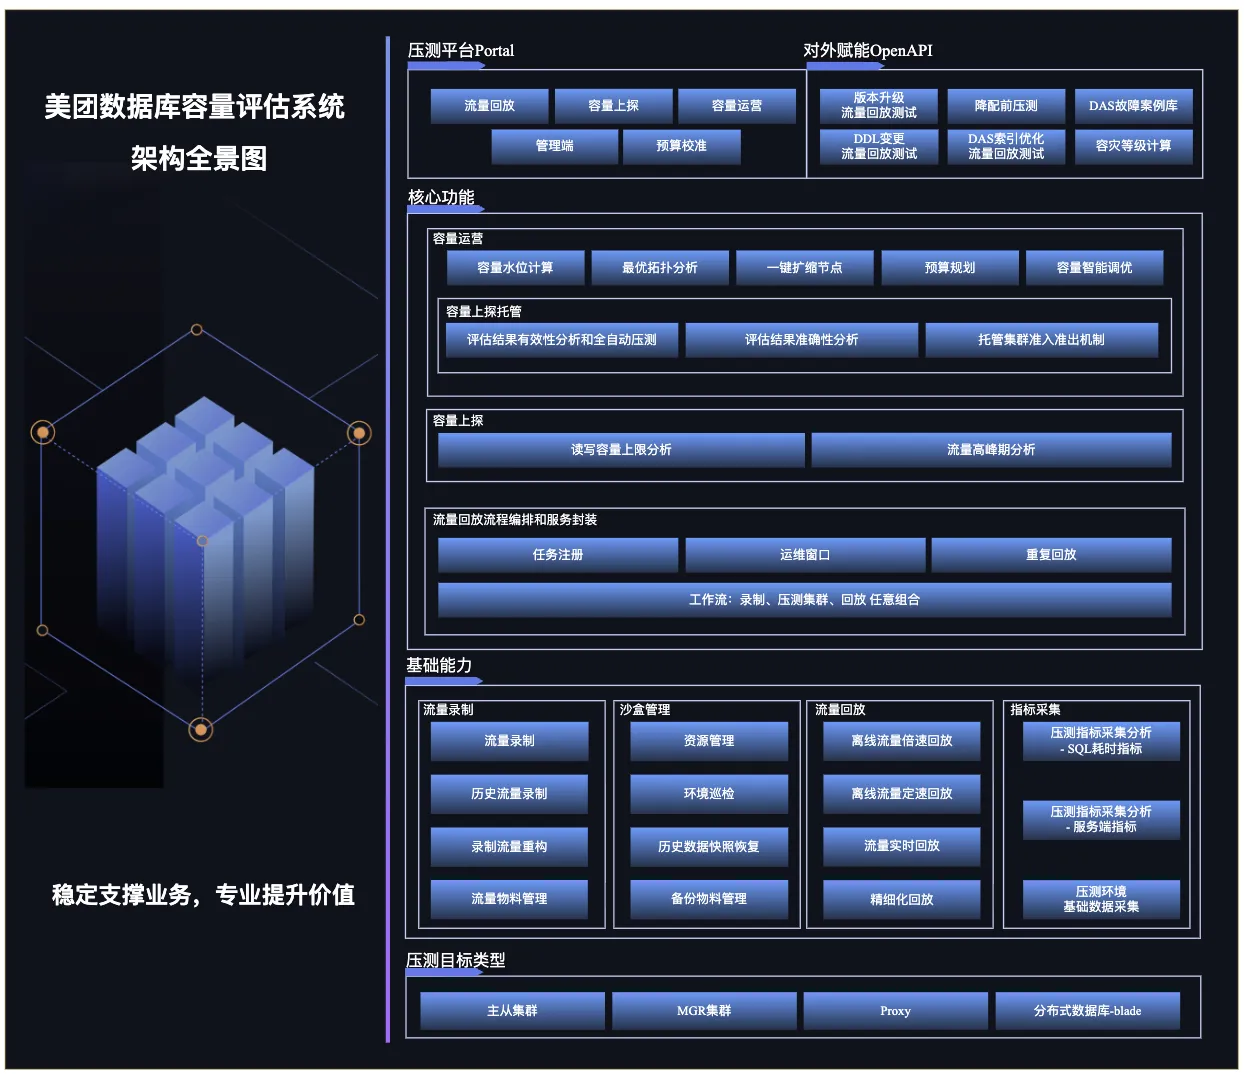 美团数据库容量评估系统
架构全景图
稳定支撑业务，专业提升价值
压测平台Portal
流量回放
容量上探
容量运营
管理端
预算校准
对外赋能OpenAPI
版本升级
流量回放测试
降配前压测
DAS故障案例库
DDL变更
流量回放测试
DAS索引优化
流量回放测试
容灾等级计算
核心功能
容量运营
容量水位计算
最优拓扑分析
一键扩缩节点
预算规划
容量智能调优
容量上探托管
评估结果有效性分析和全自动压测
评估结果准确性分析
托管集群准入准出机制
容量上探
读写容量上限分析
流量高峰期分析
流量回放流程编排和服务封装
任务注册
运维窗口
重复回放
工作流：录制、压测集群、回放 任意组合
基础能力
流量录制
流量录制
历史流量录制
录制流量重构
流量物料管理
沙盒管理
资源管理
环境巡检
历史数据快照恢复
备份物料管理
流量回放
离线流量倍速回放
离线流量定速回放
流量实时回放
精细化回放
指标采集
压测指标采集分析
- SQL耗时指标
压测指标采集分析
- 服务端指标
压测环境
基础数据采集
压测目标类型
主从集群
MGR集群
Proxy
分布式数据库-blade